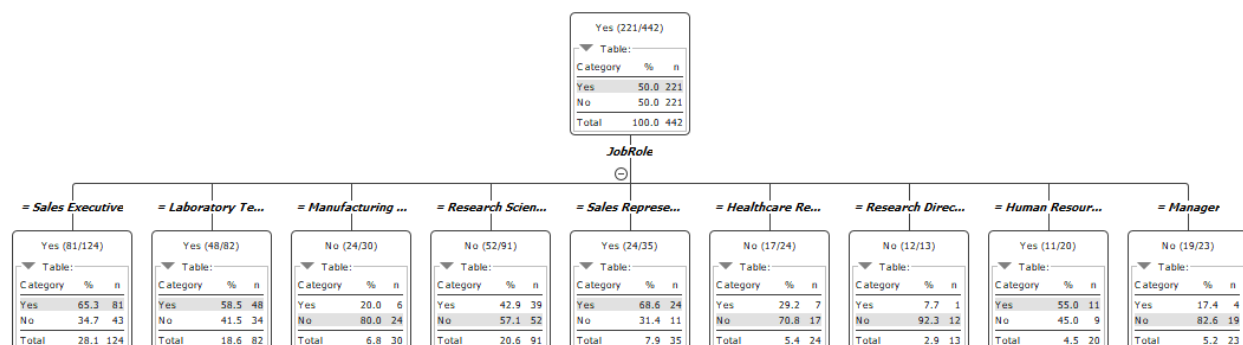 Yes (221/442)
Table:
Category % n
Yes 50.0 221
No 50.0 221
Total 100.0 442
JobRole
= Sales Executive
Yes (81/124)
Table:
Category % n
Yes 65.3 81
No 34.7 43
Total 28.1 124
= Laboratory Te...
Yes (48/82)
Table:
Category % n
Yes 58.5 48
No 41.5 34
Total 18.6 82
= Manufacturing ...
No (24/30)
Table:
Category % n
Yes 20.0 6
No 80.0 24
Total 6.8 30
= Research Scien...
No (52/91)
Table:
Category % n
Yes 42.9 39
No 57.1 52
Total 20.6 91
= Sales Represe...
Yes (24/35)
Table:
Category % n
Yes 68.6 24
No 31.4 11
Total 7.9 35
= Healthcare Re...
No (17/24)
Table:
Category % n
Yes 29.2 7
No 70.8 17
Total 5.4 24
= Research Direc...
No (12/13)
Table:
Category % n
Yes 7.7 1
No 92.3 12
Total 2.9 13
= Human Resour...
Yes (11/20)
Table:
Category % n
Yes 55.0 11
No 45.0 9
Total 4.5 20
= Manager
No (19/23)
Table:
Category % n
Yes 17.4 4
No 82.6 19
Total 5.2 23